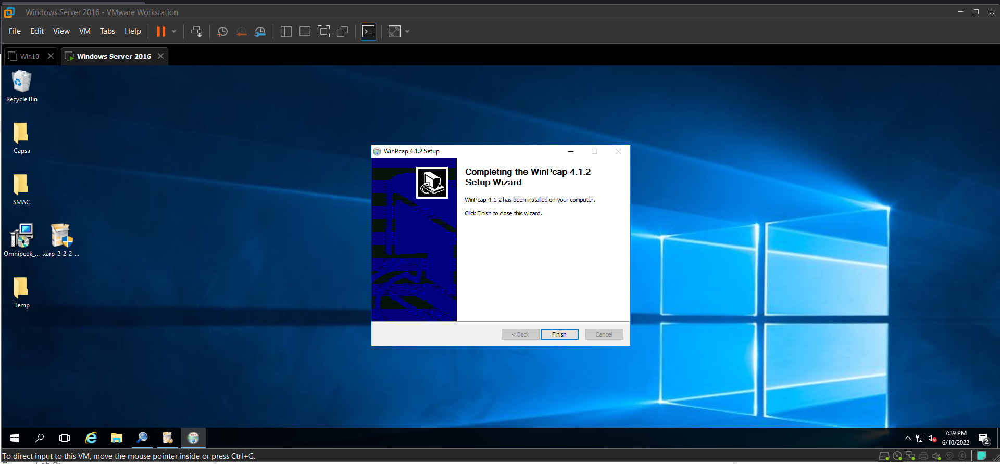 Windows Server 2016 - VMware Workstation
File Edit View VM Tabs Help
Win10
Windows Server 2016
Recycle Bin
Capsa
SMAC
Omnipeek_...
xarp-2-2-2-...
Temp
WinPcap 4.1.2 Setup
Completing the WinPcap 4.1.2
Setup Wizard
WinPcap 4.1.2 has been installed on your computer.
Click Finish to close this wizard.
< Back
Finish
Cancel
7:39 PM
6/10/2022
2
To direct input to this VM, move the mouse pointer inside or press Ctrl+G.